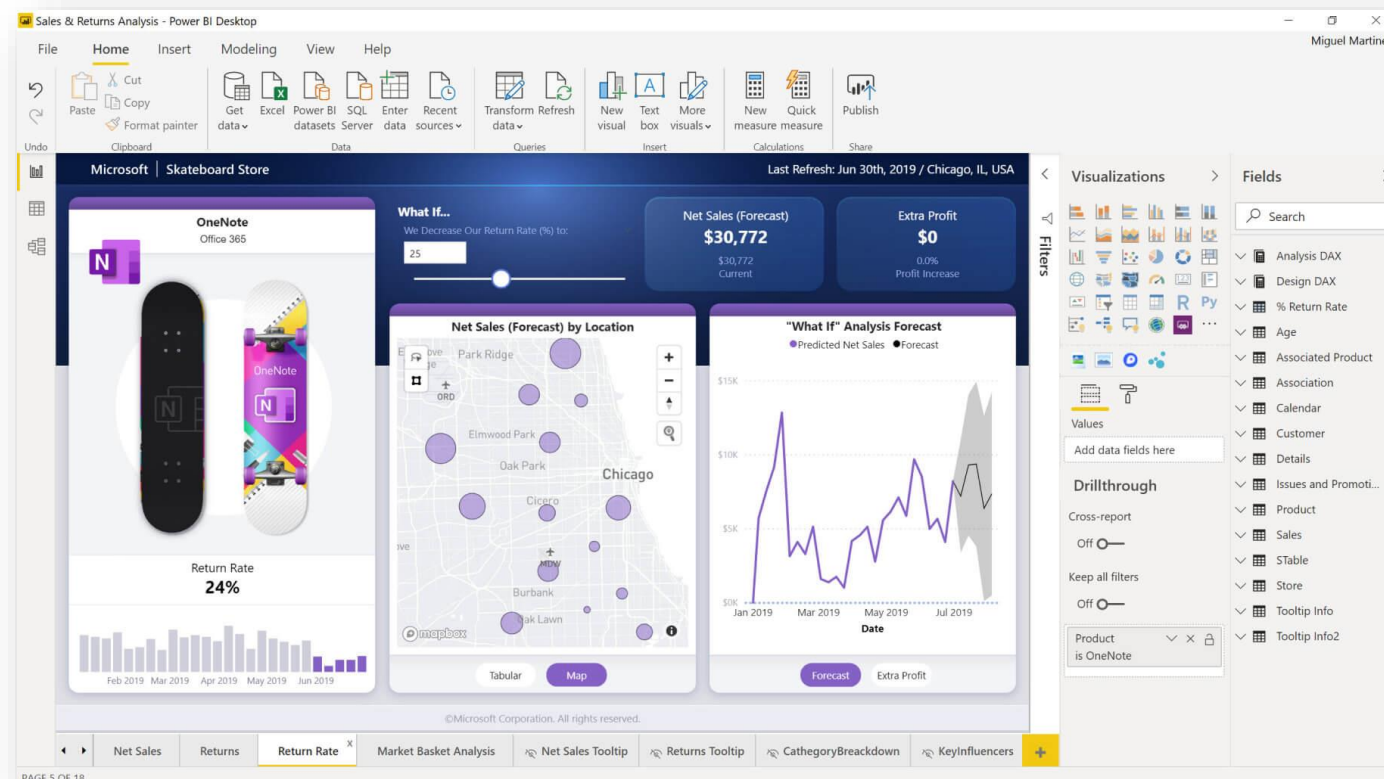 Sales & Returns Analysis - Power BI Desktop
Miguel Martine
File Home Insert Modeling View Help
Paste
Cut
Copy
Format painter
Get data
Excel
Power BI datasets
SQL Server
Enter data
Recent sources
Transform data
Refresh
New visual
Text box
More visuals
New measure
Quick measure
Publish
Undo Clipboard Data Queries Insert Calculations Share
Microsoft | Skateboard Store
Last Refresh: Jun 30th, 2019 / Chicago, IL, USA
OneNote
Office 365
N
OneNote
N
N
Return Rate
24%
Feb 2019 Mar 2019 Apr 2019 May 2019 Jun 2019
What If...
We Decrease Our Return Rate (%) to:
25
Net Sales (Forecast)
$30,772
$30,772
Current
Extra Profit
$0
0.0%
Profit Increase
Net Sales (Forecast) by Location
Park Ridge
ORD
Elmwood Park
Oak Park
Chicago
Cicero
MDW
Burbank
Oak Lawn
mapbox
Tabular Map
"What If" Analysis Forecast
Predicted Net Sales Forecast
$15K
$10K
$5K
$0K
Jan 2019 Mar 2019 May 2019 Jul 2019
Date
Forecast Extra Profit
©Microsoft Corporation. All rights reserved.
Filters
Visualizations
R Py
Values
Add data fields here
Drillthrough
Cross-report
Off
Keep all filters
Off
Product
is OneNote
Fields
Search
Analysis DAX
Design DAX
% Return Rate
Age
Associated Product
Association
Calendar
Customer
Details
Issues and Promoti...
Product
Sales
STable
Store
Tooltip Info
Tooltip Info2
Net Sales Returns Return Rate x Market Basket Analysis Net Sales Tooltip Returns Tooltip CathegoryBreackdown KeyInfluencers +
PAGE 5 OF 18